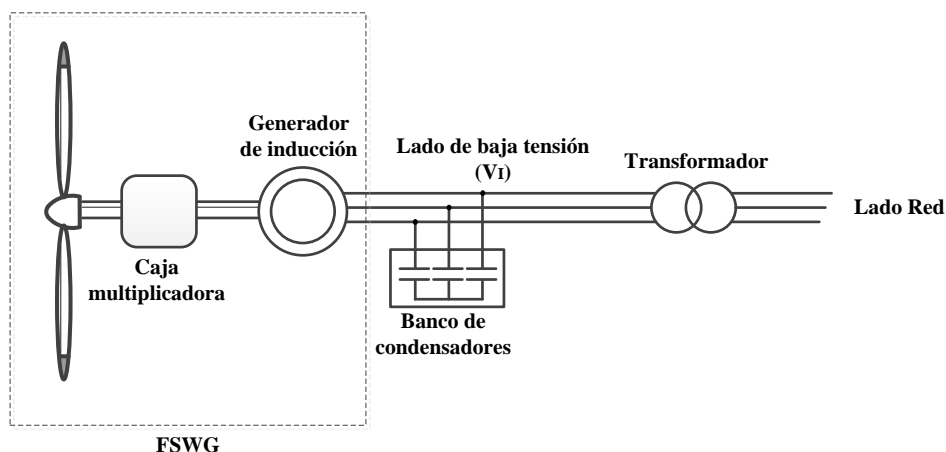 Generador
de inducción
Lado de baja tensión
(VI)
Transformador
Lado Red
Caja
multiplicadora
Banco de
condensadores
FSWG